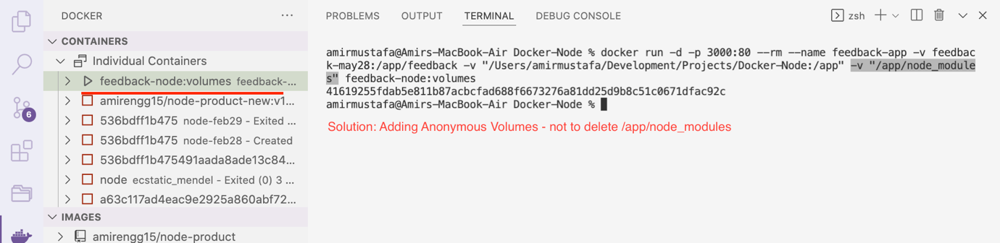 DOCKER ...
CONTAINERS
Individual Containers
feedback-node:volumes feedback-...
amirengg15/node-product-new:v1...
536bdff1b475 node-feb29 - Exited ...
536bdff1b475 node-feb28 - Created
536bdff1b475491aada8ade13c84...
node ecstatic_mendel - Exited (0) 3 ...
a63c117ad4eac9e2925a860abf72...
IMAGES
amirengg15/node-product
6
PROBLEMS OUTPUT TERMINAL DEBUG CONSOLE zsh
amirmustafa@Amirs-MacBook-Air Docker-Node % docker run -d -p 3000:80 --rm --name feedback-app -v feedbac
k-may28:/app/feedback -v "/Users/amirmustafa/Development/Projects/Docker-Node:/app" -v "/app/node_module
s" feedback-node:volumes
41619255fdab5e811b87acbcfad688f6673276a81dd25d9b8c51c0671dfac92c
amirmustafa@Amirs-MacBook-Air Docker-Node %
Solution: Adding Anonymous Volumes - not to delete /app/node_modules